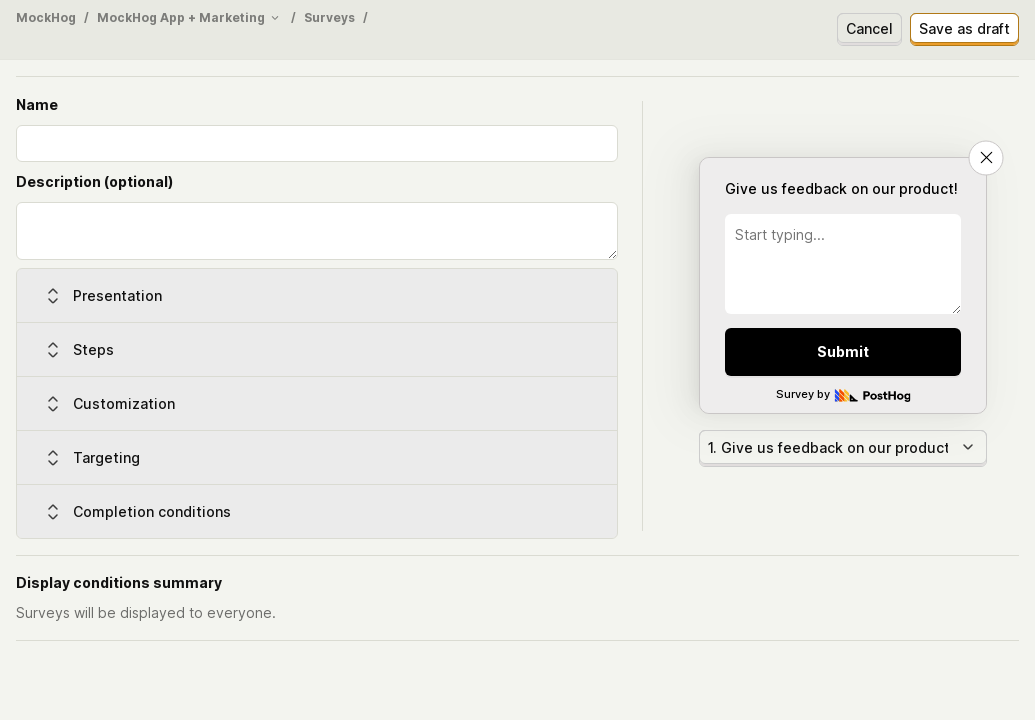 MockHog / MockHog App + Marketing / Surveys /
Cancel
Save as draft
Name
Description (optional)
Presentation
Steps
Customization
Targeting
Completion conditions
Give us feedback on our product!
Start typing...
Submit
Survey by PostHog
1. Give us feedback on our product
Display conditions summary
Surveys will be displayed to everyone.